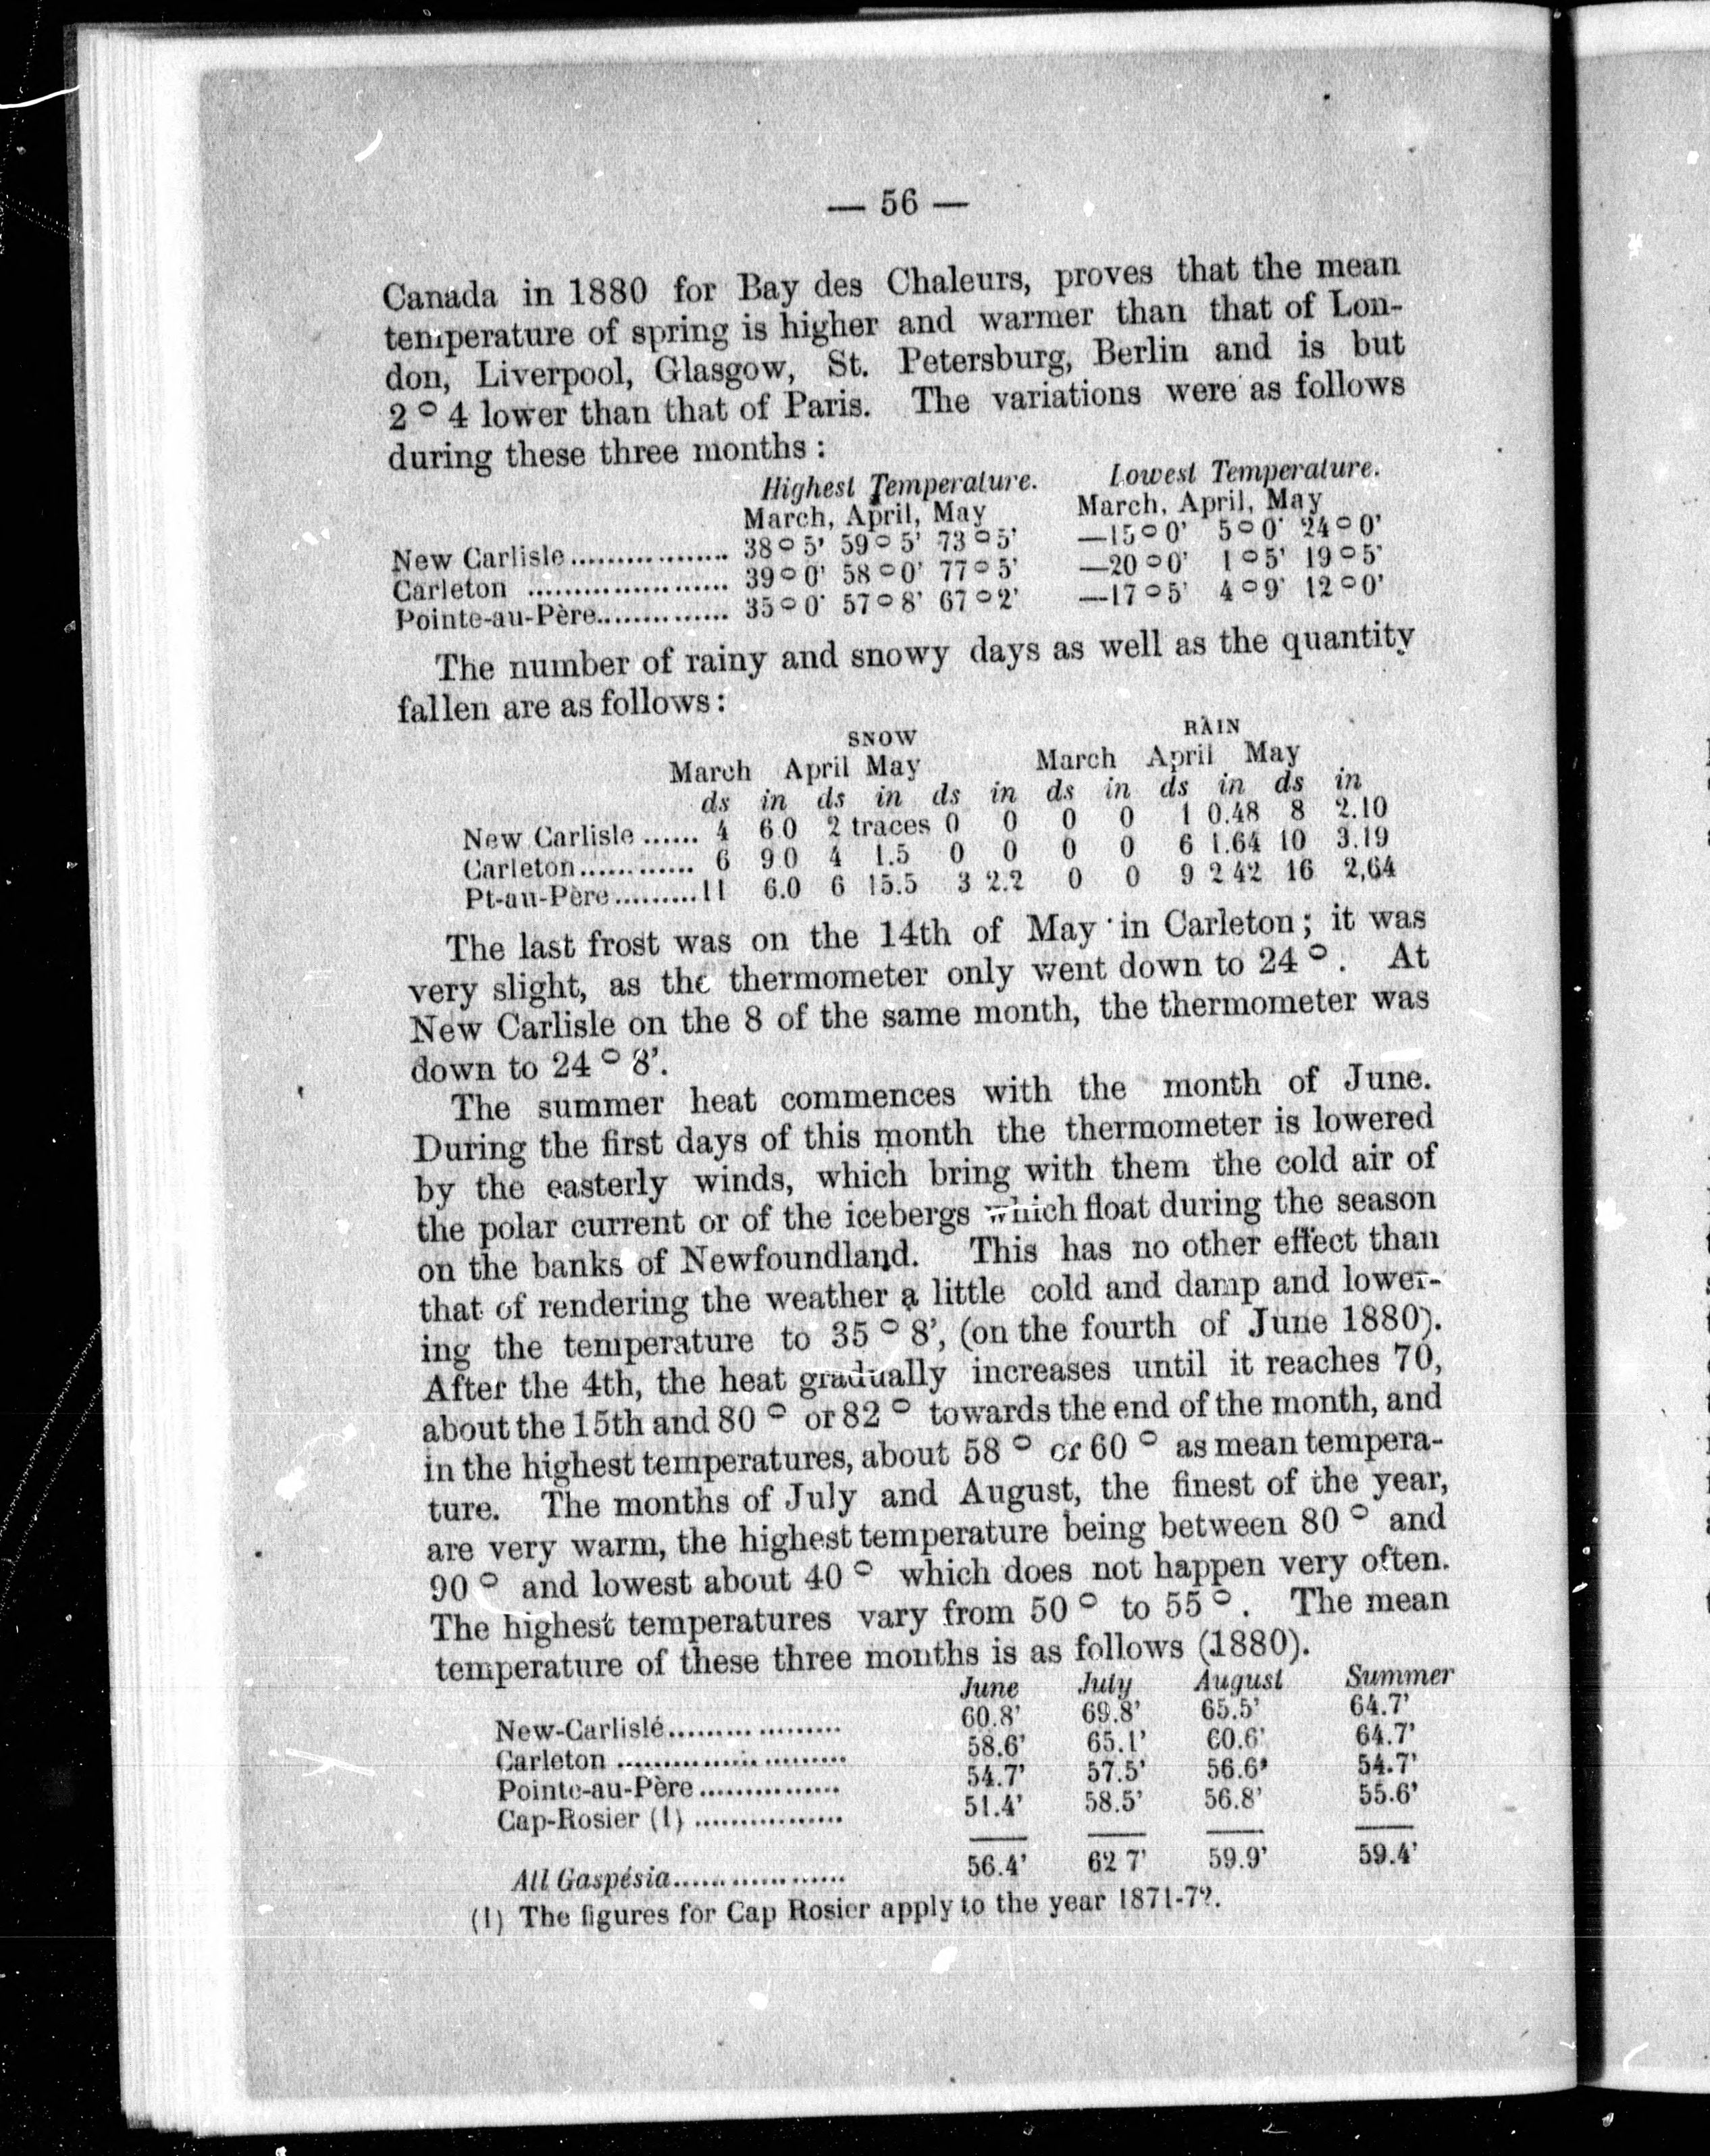 — 56 —
Canada in 1880 for Bay des Chaleurs, proves that the mean
temperature of spring is higher and warmer than that of Lon-
don, Liverpool, Glasgow, St. Petersburg, Berlin and is but
2 ° 4 lower than that of Paris. The variations were as follows
during these three months :
Highest Temperature. Lowest Temperature.
March, April, May March, April, May
New Carlisle................. 38 ° 5' 59 ° 5' 73 ° 5' —15 ° 0' 5 ° 0' 24 ° 0'
Carleton ..................... 39 ° 0' 58 ° 0' 77 ° 5' —20 ° 0' 1 ° 5' 19 ° 5'
Pointe-au-Père.............. 35 ° 0' 57 ° 8' 67 ° 2' —17 ° 5' 4 ° 9' 12 ° 0'
The number of rainy and snowy days as well as the quantity
fallen are as follows :
SNOW RAIN
March April May March April May
ds in ds in ds in ds in ds in ds in
New Carlisle ...... 4 6 0 2 traces 0 0 0 0 1 0.48 8 2.10
Carleton............ 6 9 0 4 1.5 0 0 0 0 6 1.64 10 3.19
Pt-au-Père.........11 6.0 6 15.5 3 2.2 0 0 9 2 42 16 2,64
The last frost was on the 14th of May in Carleton ; it was
very slight, as the thermometer only went down to 24 ° . At
New Carlisle on the 8 of the same month, the thermometer was
down to 24 ° 8'.
The summer heat commences with the month of June.
During the first days of this month the thermometer is lowered
by the easterly winds, which bring with them the cold air of
the polar current or of the icebergs which float during the season
on the banks of Newfoundland. This has no other effect than
that of rendering the weather a little cold and damp and lower-
ing the temperature to 35 ° 8', (on the fourth of June 1880).
After the 4th, the heat gradually increases until it reaches 70,
about the 15th and 80 ° or 82 ° towards the end of the month, and
in the highest temperatures, about 58 ° or 60 ° as mean tempera-
ture. The months of July and August, the finest of the year,
are very warm, the highest temperature being between 80 ° and
90 ° and lowest about 40 ° which does not happen very often.
The highest temperatures vary from 50 ° to 55 ° . The mean
temperature of these three months is as follows (1880).
June July August Summer
New-Carlislé.................. 60.8' 69.8' 65.5' 64.7'
Carleton ....................... 58.6' 65.1' 60.6' 64.7'
Pointe-au-Père............... 54.7' 57.5' 56.6' 54.7'
Cap-Rosier (1) ................ 51.4' 58.5' 56.8' 55.6'
All Gaspésia.................. 56.4' 62 7' 59.9' 59.4'
(1) The figures for Cap Rosier apply to the year 1871-72.